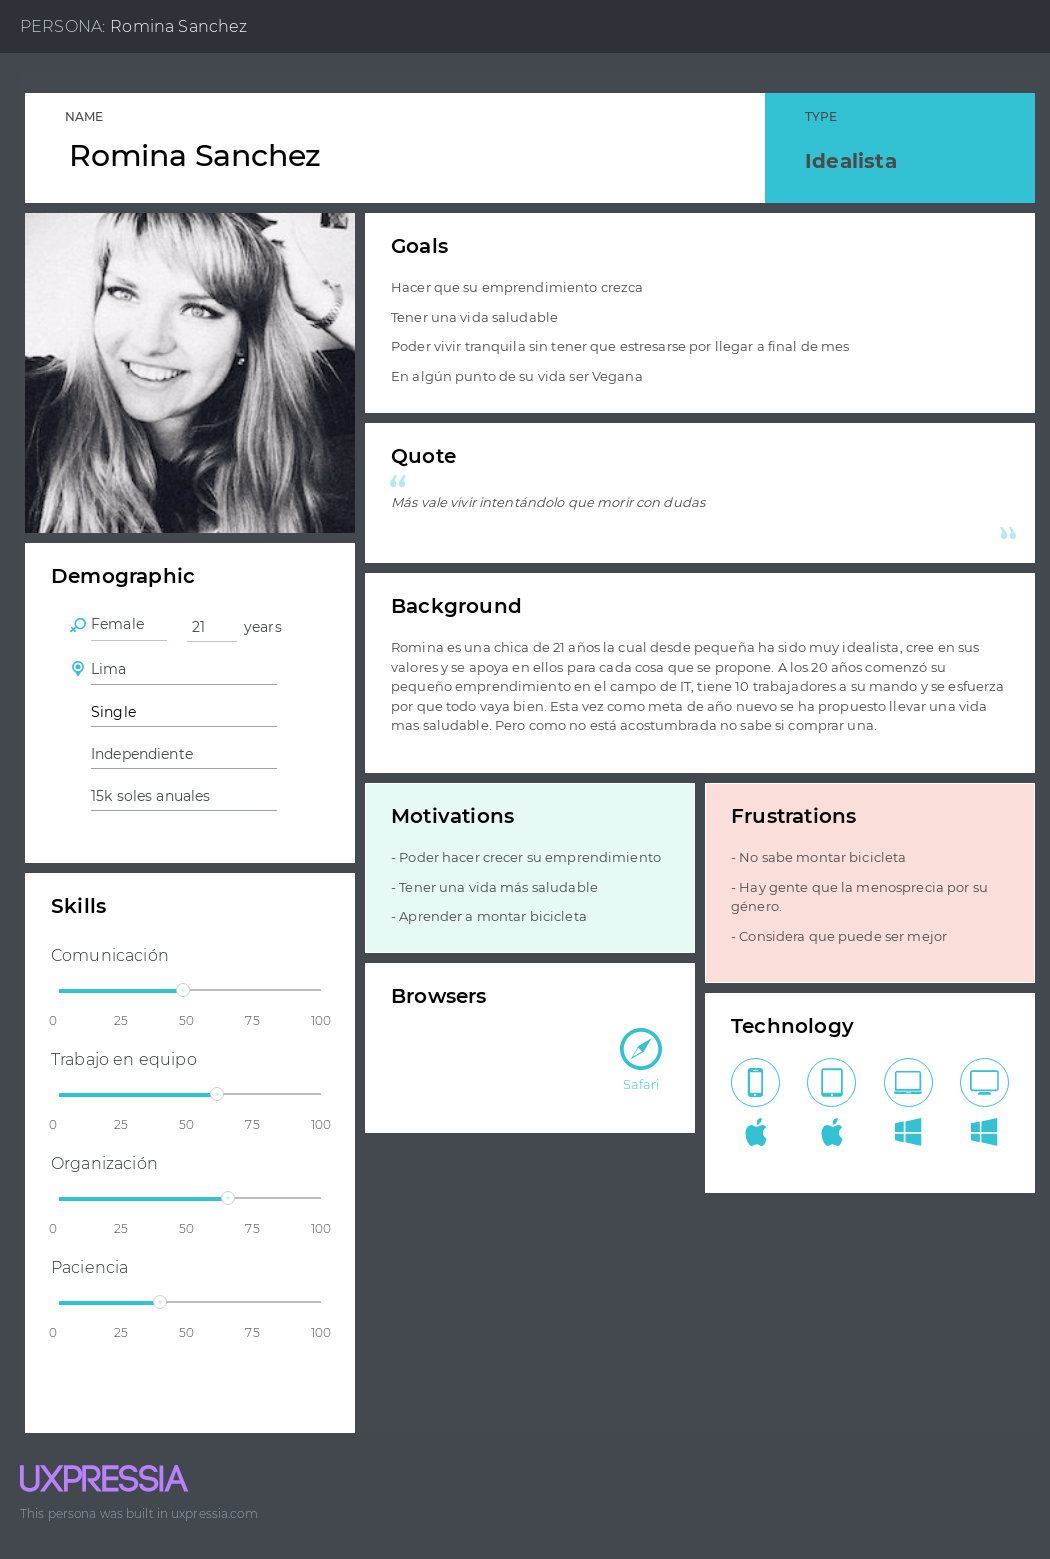 PERSONA: Romina Sanchez
NAME
Romina Sanchez
TYPE
Idealista
Goals
Hacer que su emprendimiento crezca
Tener una vida saludable
Poder vivir tranquila sin tener que estresarse por llegar a final de mes
En algún punto de su vida ser Vegana
Quote
“
Más vale vivir intentándolo que morir con dudas
”
Demographic
Female 21 years
Lima
Single
Independiente
15k soles anuales
Background
Romina es una chica de 21 años la cual desde pequeña ha sido muy idealista, cree en sus
valores y se apoya en ellos para cada cosa que se propone. A los 20 años comenzó su
pequeño emprendimiento en el campo de IT, tiene 10 trabajadores a su mando y se esfuerza
por que todo vaya bien. Esta vez como meta de año nuevo se ha propuesto llevar una vida
mas saludable. Pero como no está acostumbrada no sabe si comprar una.
Motivations
- Poder hacer crecer su emprendimiento
- Tener una vida más saludable
- Aprender a montar bicicleta
Frustrations
- No sabe montar bicicleta
- Hay gente que la menosprecia por su
género.
- Considera que puede ser mejor
Skills
Comunicación
0 25 50 75 100
Trabajo en equipo
0 25 50 75 100
Organización
0 25 50 75 100
Paciencia
0 25 50 75 100
Browsers
Safari
Technology
UXPRESSIA
This persona was built in uxpressia.com